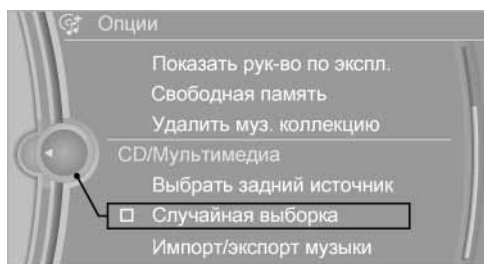 Опции
Показать рук-во по экспл.
Свободная память
Удалить муз. коллекцию
CD/Мультимедиа
Выбрать задний источник
Случайная выборка
Импорт/экспорт музыки